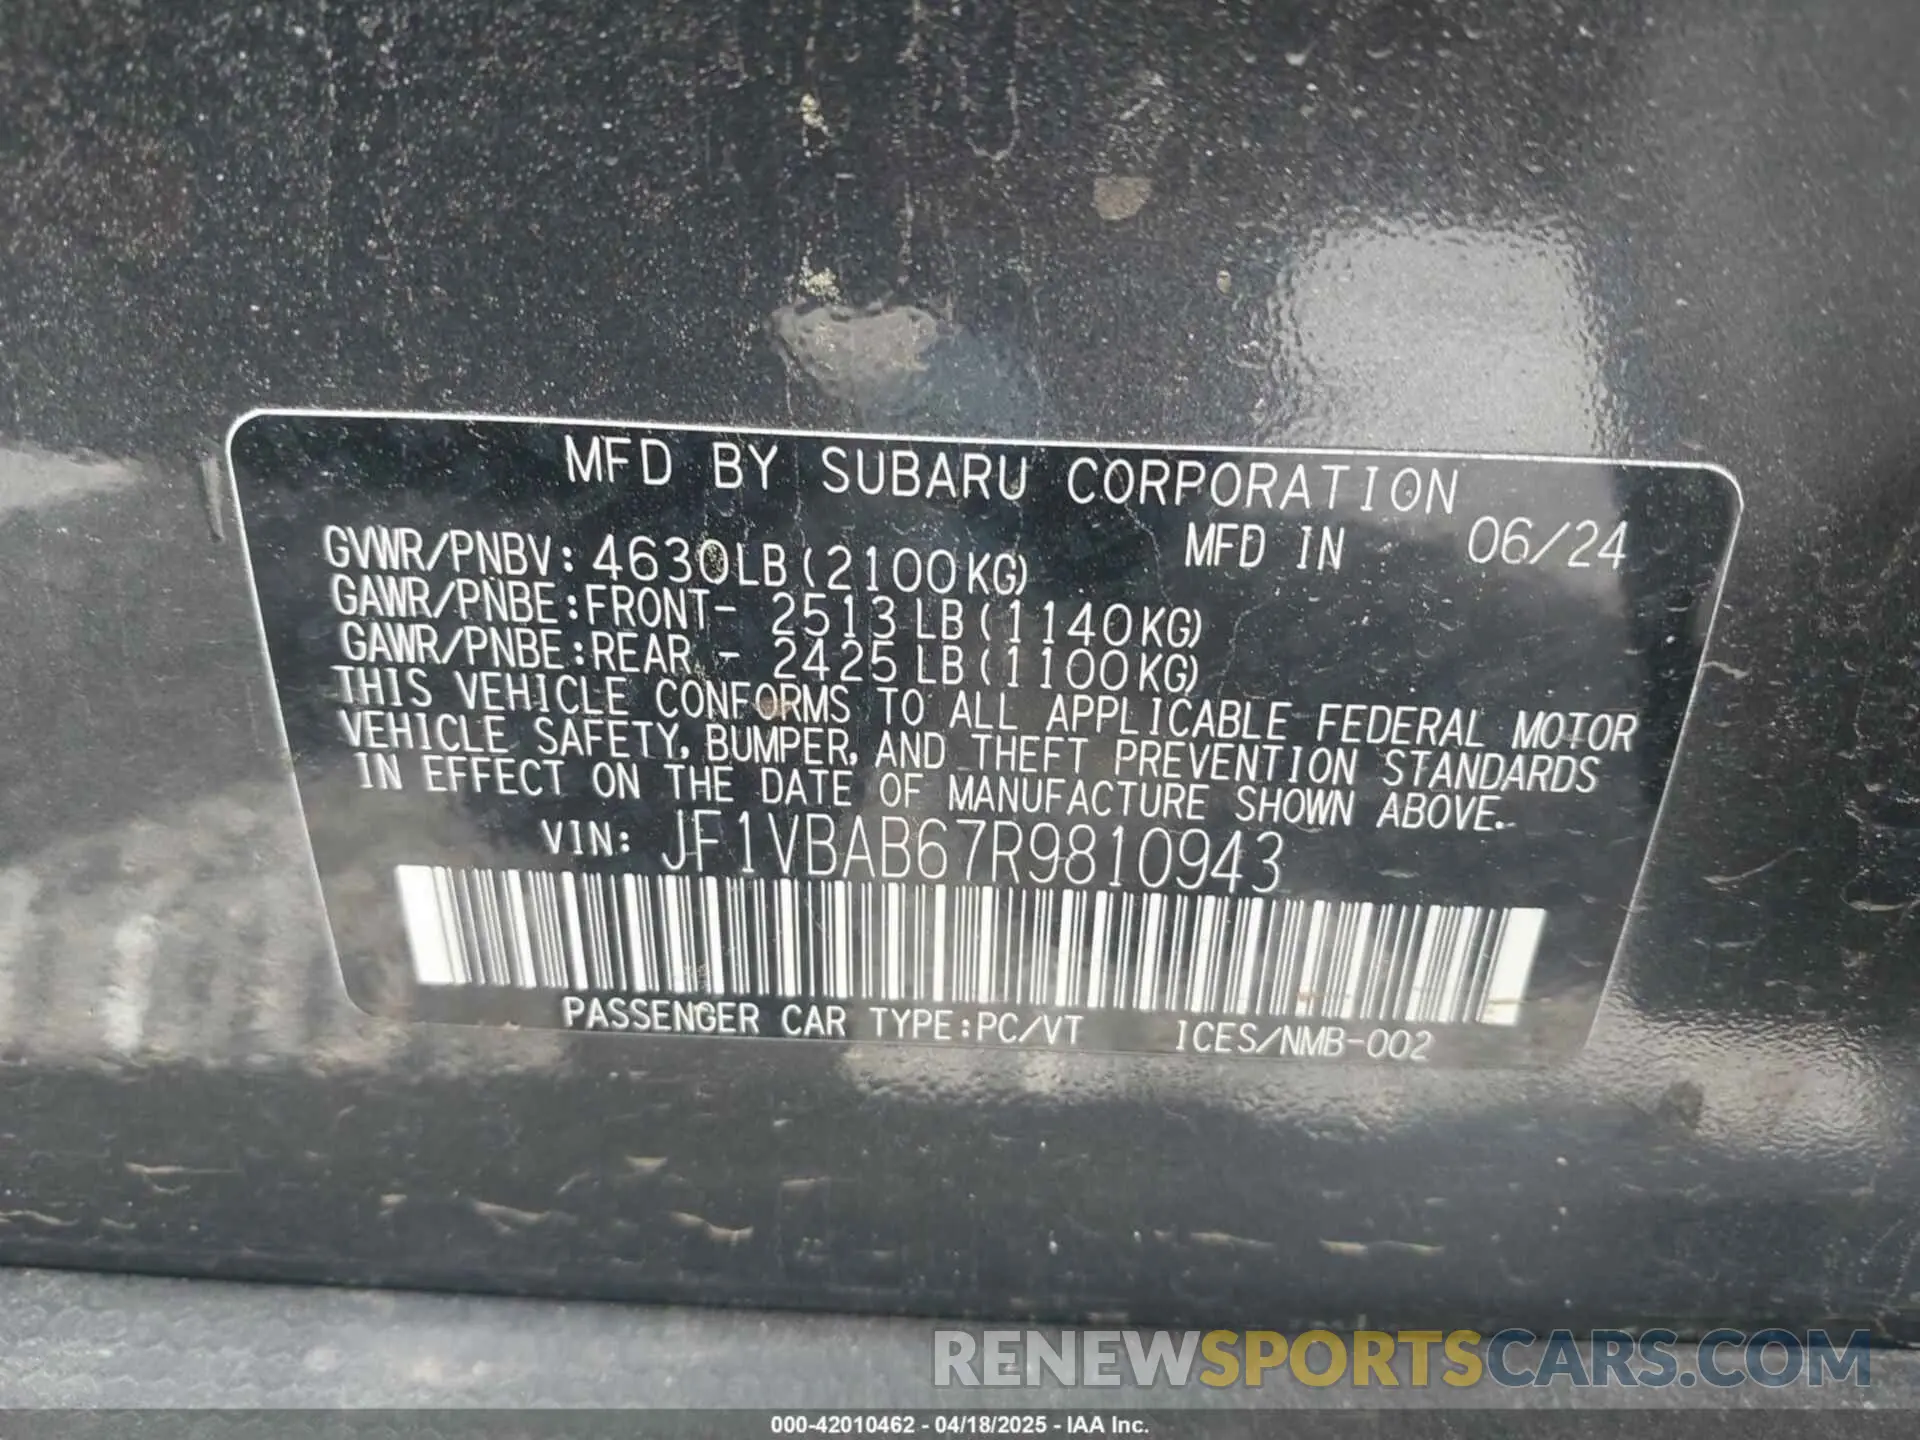 MFD BY SUBARU CORPORATION
MFD IN 06/24
GVWR/PNBV: 4630LB(2100KG)
GAWR/PNBE:FRONT- 2513LB(1140KG)
GAWR/PNBE:REAR - 2425LB(1100KG)
THIS VEHICLE CONFORMS TO ALL APPLICABLE FEDERAL MOTOR
VEHICLE SAFETY, BUMPER, AND THEFT PREVENTION STANDARDS
IN EFFECT ON THE DATE OF MANUFACTURE SHOWN ABOVE.
VIN: JF1VBAB67R9810943
PASSENGER CAR TYPE:PC/VT ICES/NMB-002
RENEWSPORTSCARS.COM
000-42010462 - 04/18/2025 - IAA Inc.